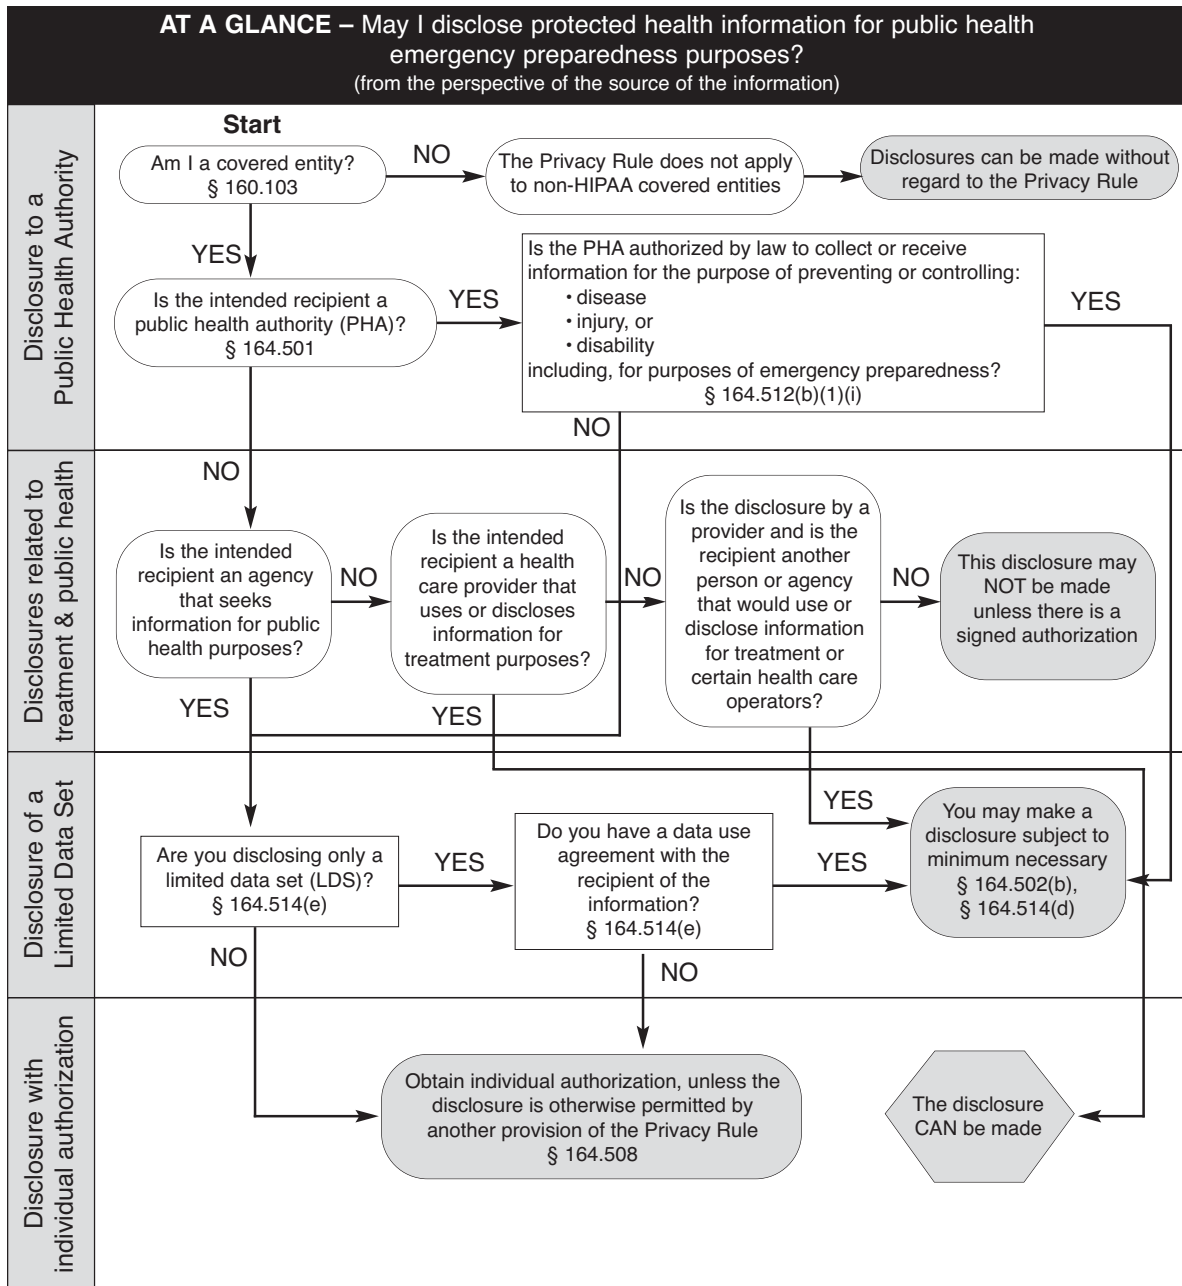 AT A GLANCE – May I disclose protected health information for public health
emergency preparedness purposes?
(from the perspective of the source of the information)
Disclosure to a
Public Health Authority
Start
Am I a covered entity?
§ 160.103
NO
The Privacy Rule does not apply
to non-HIPAA covered entities
Disclosures can be made without
regard to the Privacy Rule
YES
Is the intended recipient a
public health authority (PHA)?
§ 164.501
YES
Is the PHA authorized by law to collect or receive
information for the purpose of preventing or controlling:
• disease
• injury, or
• disability
including, for purposes of emergency preparedness?
§ 164.512(b)(1)(i)
YES
NO
NO
Disclosures related to
treatment & public health
Is the intended
recipient an agency
that seeks
information for public
health purposes?
NO
Is the intended
recipient a health
care provider that
uses or discloses
information for
treatment purposes?
NO
Is the disclosure by a
provider and is the
recipient another
person or agency
that would use or
disclose information
for treatment or
certain health care
operators?
NO
This disclosure may
NOT be made
unless there is a
signed authorization
YES
YES
Disclosure of a
Limited Data Set
YES
Are you disclosing only a
limited data set (LDS)?
§ 164.514(e)
YES
Do you have a data use
agreement with the
recipient of the
information?
§ 164.514(e)
YES
You may make a
disclosure subject to
minimum necessary
§ 164.502(b),
§ 164.514(d)
NO
NO
Disclosure with
individual authorization
Obtain individual authorization, unless the
disclosure is otherwise permitted by
another provision of the Privacy Rule
§ 164.508
The disclosure
CAN be made